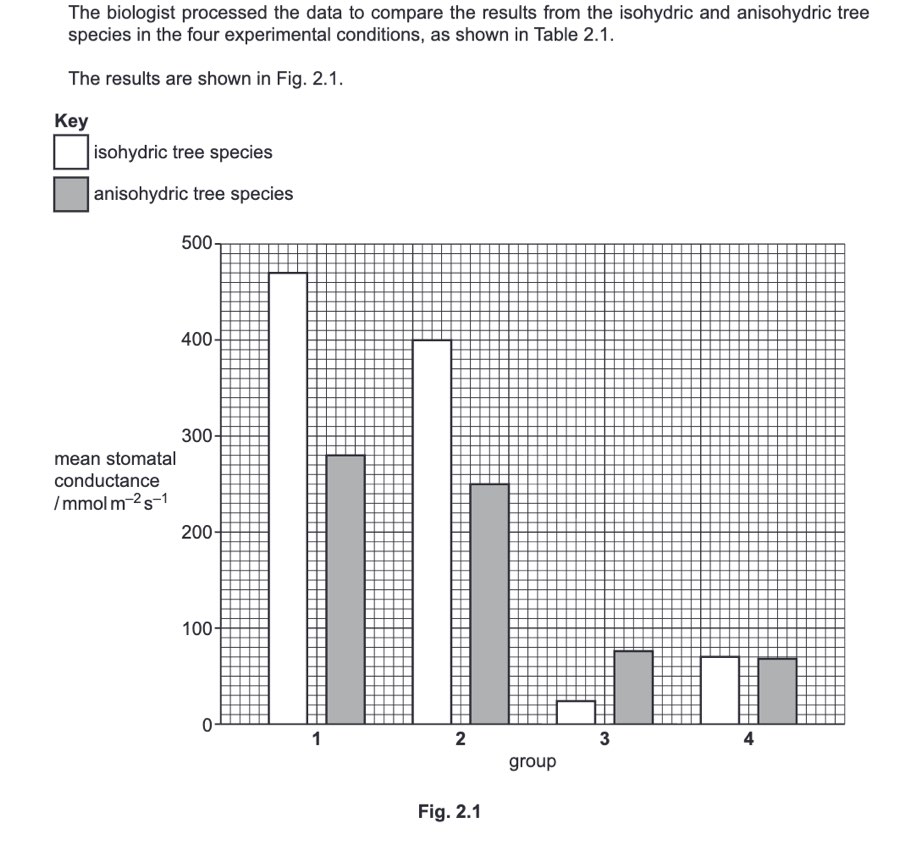 The biologist processed the data to compare the results from the isohydric and anisohydric tree
species in the four experimental conditions, as shown in Table 2.1.
The results are shown in Fig. 2.1.
Key
isohydric tree species
anisohydric tree species
500
400
300
mean stomatal
conductance
/ mmol m⁻² s⁻¹
200
100
0
1 2 3 4
group
Fig. 2.1